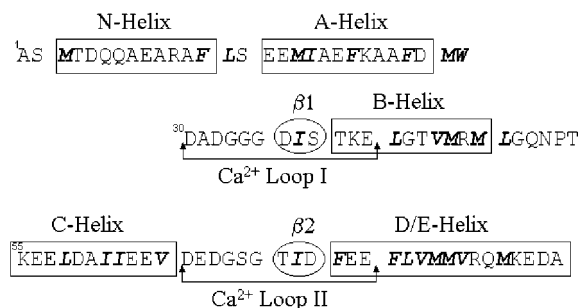 N-Helix A-Helix
1AS MTDQQAEARAF LS EEMIAEFKAAFD MW
β1 B-Helix
30DADGGG DIS TKE LGTVMRM LGQNPT
Ca2+ Loop I
C-Helix β2 D/E-Helix
55KEELDAIIEEV DEDGSG TID FEE FLVMMVRQMKEDA
Ca2+ Loop II